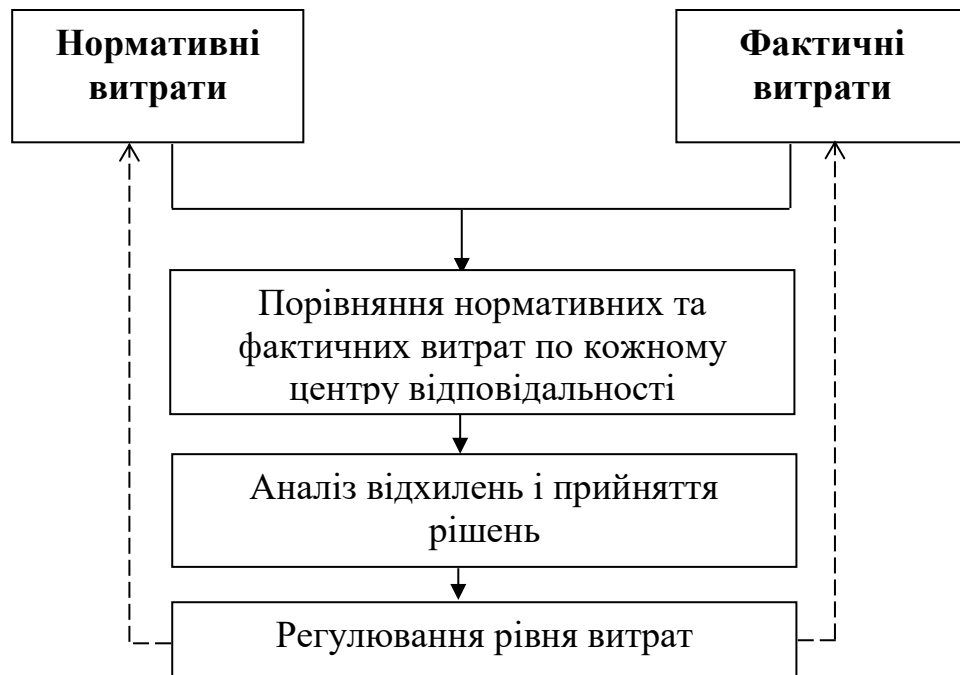 Нормативні
витрати
Фактичні
витрати
Порівняння нормативних та
фактичних витрат по кожному
центру відповідальності
Аналіз відхилень і прийняття
рішень
Регулювання рівня витрат